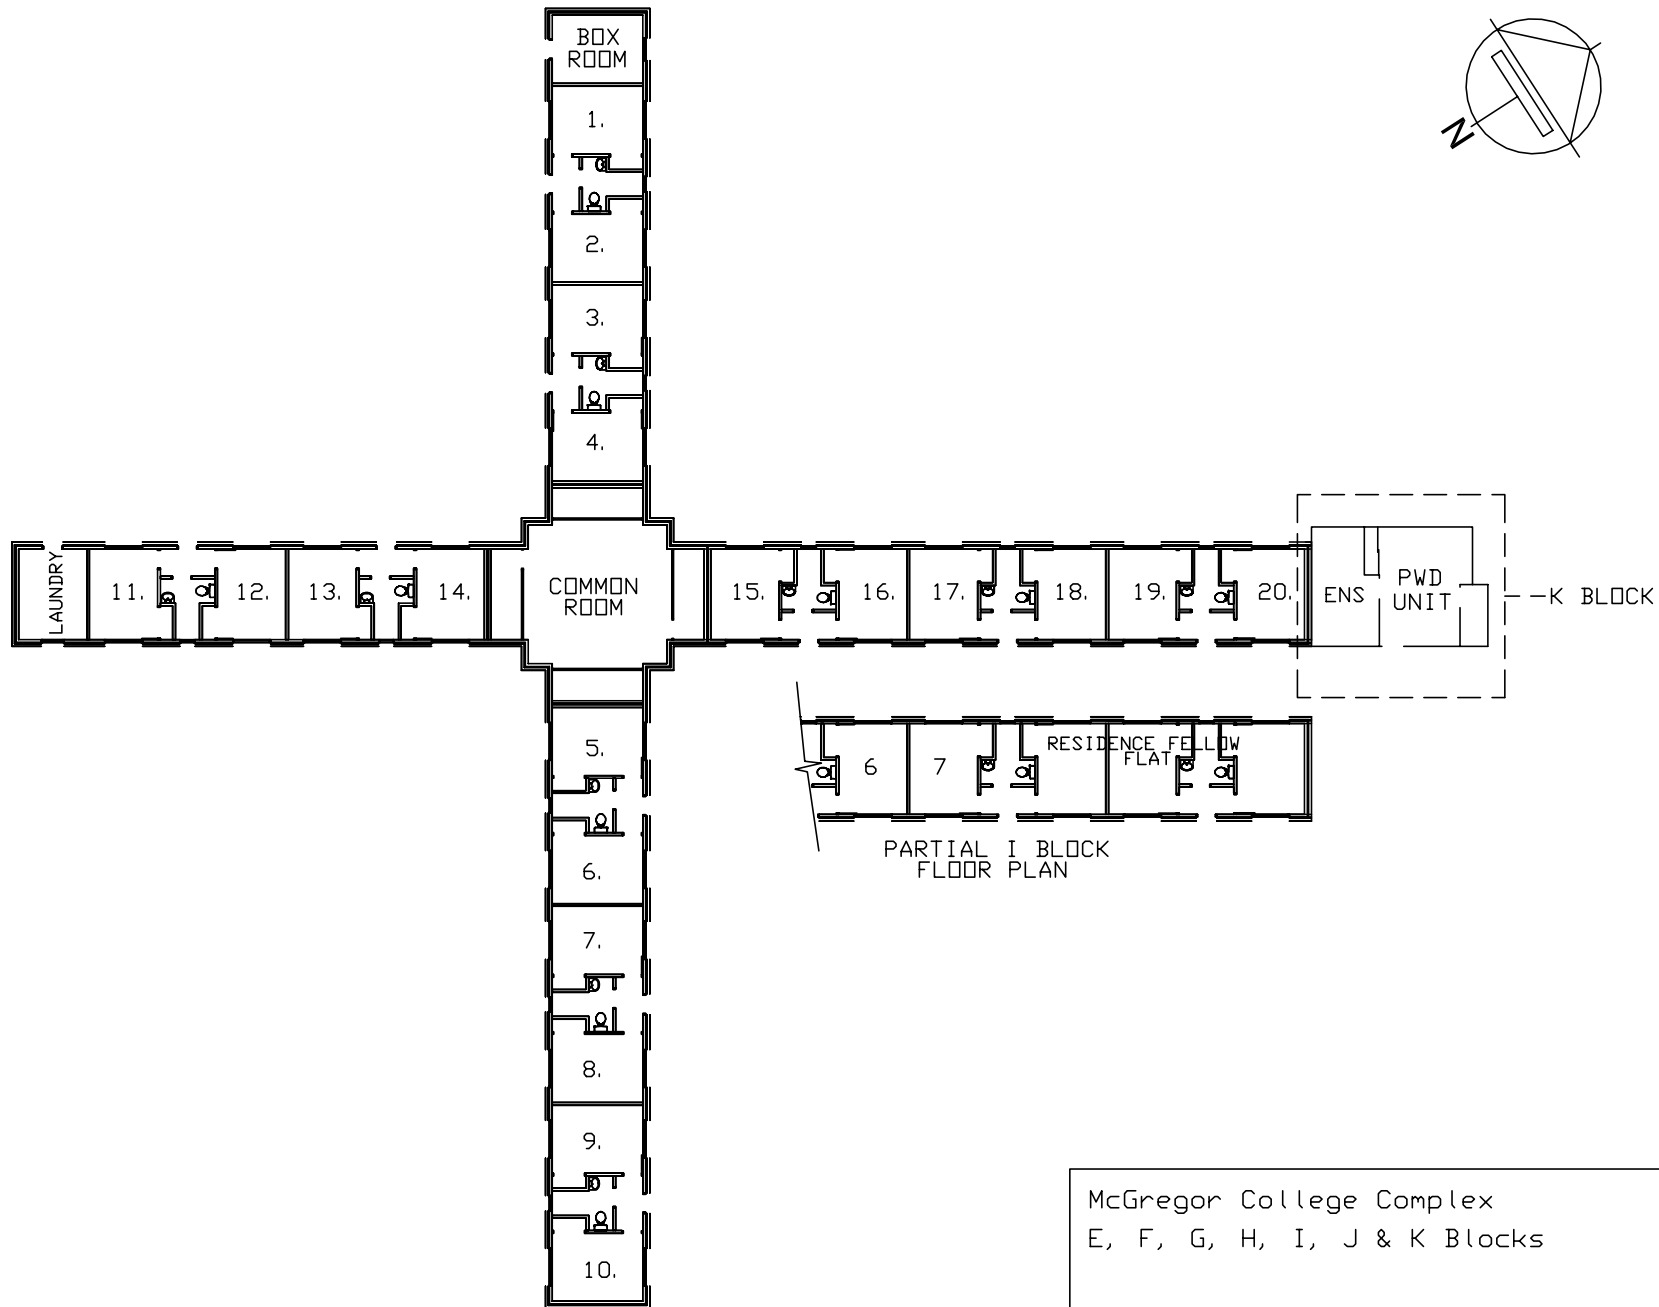 BOX
ROOM
1.
2.
3.
4.
N
LAUNDRY
11.
12.
13.
14.
COMMON
ROOM
15.
16.
17.
18.
19.
20.
ENS
PWD
UNIT
K BLOCK
5.
6.
7.
8.
9.
10.
6
7
RESIDENCE FELLOW
FLAT
PARTIAL I BLOCK
FLOOR PLAN
McGregor College Complex
E, F, G, H, I, J & K Blocks